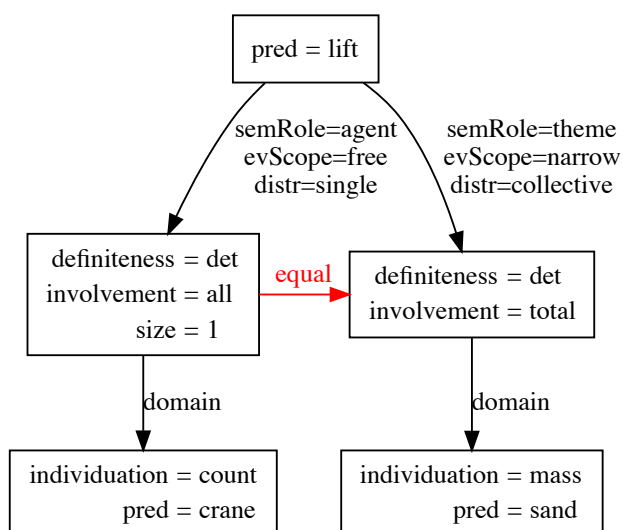 pred = lift
semRole=agent
evScope=free
distr=single
semRole=theme
evScope=narrow
distr=collective
definiteness = det
involvement = all
size = 1
equal
definiteness = det
involvement = total
domain
domain
individuation = count
pred = crane
individuation = mass
pred = sand